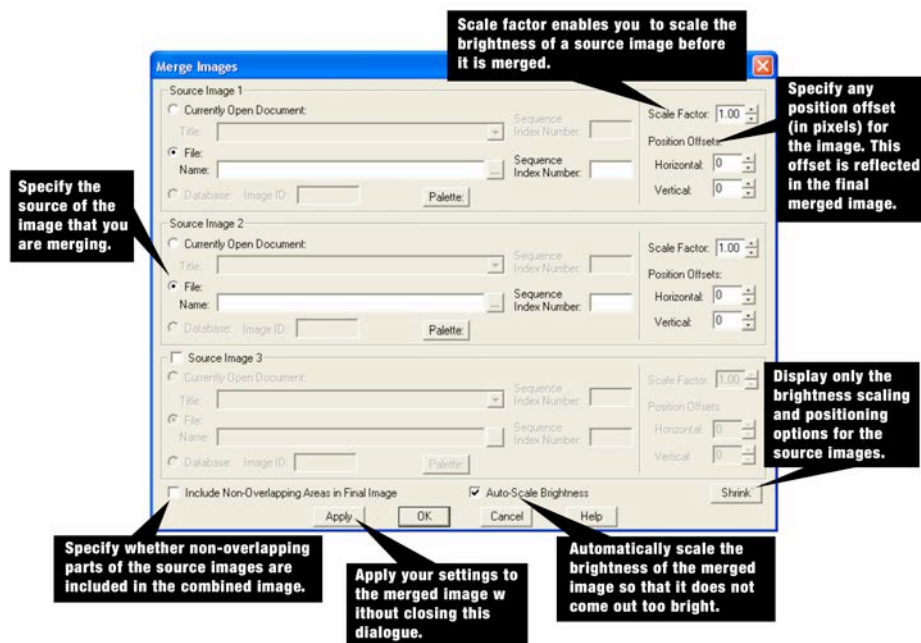 Scale factor enables you to scale the
brightness of a source image before
it is merged.
Merge Images
Source Image 1
Currently Open Document:
Title:
Sequence
Index Number:
File:
Name:
...
Sequence
Index Number:
Database: Image ID:
Palette:
Scale Factor: 1.00
Position Offsets:
Horizontal: 0
Vertical: 0
Specify any
position offset
(in pixels) for
the image. This
offset is reflected
in the final
merged image.
Specify the
source of the
image that you
are merging.
Source Image 2
Currently Open Document:
Title:
Sequence
Index Number:
File:
Name:
...
Sequence
Index Number:
Database: Image ID:
Palette:
Scale Factor: 1.00
Position Offsets:
Horizontal: 0
Vertical: 0
Source Image 3
Currently Open Document:
Title:
Sequence
Index Number:
File:
Name:
...
Sequence
Index Number:
Database: Image ID:
Palette:
Scale Factor: 1.00
Position Offsets:
Horizontal: 0
Vertical: 0
Display only the
brightness scaling
and positioning
options for the
source images.
Include Non-Overlapping Areas in Final Image
Auto-Scale Brightness
Shrink
Apply
OK
Cancel
Help
Specify whether non-overlapping
parts of the source images are
included in the combined image.
Apply your settings to
the merged image w
ithout closing this
dialogue.
Automatically scale the
brightness of the merged
image so that it does not
come out too bright.